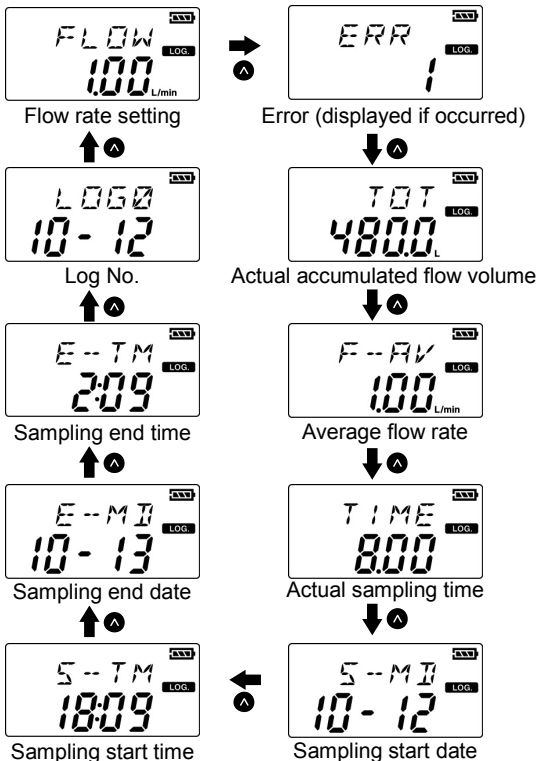 FLOW
LOG.
1.00 L/min
Flow rate setting
ERR
LOG.
1
Error (displayed if occurred)
LOG0
10- 12
Log No.
TOT
LOG.
480.0 L
Actual accumulated flow volume
E--TM
LOG.
2:09
Sampling end time
F--AV
LOG.
1.00 L/min
Average flow rate
E--MD
LOG.
10- 13
Sampling end date
TIME
LOG.
8.00
Actual sampling time
S--TM
LOG.
18:09
Sampling start time
S--MD
LOG.
10- 12
Sampling start date